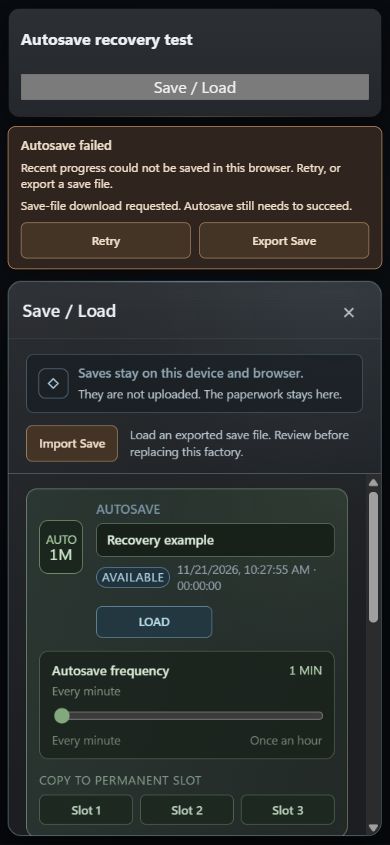 Autosave recovery test
Save / Load
Autosave failed
Recent progress could not be saved in this browser. Retry, or
export a save file.
Save-file download requested. Autosave still needs to succeed.
Retry
Export Save
Save / Load
×
Saves stay on this device and browser.
They are not uploaded. The paperwork stays here.
Import Save
Load an exported save file. Review before
replacing this factory.
AUTO
1M
AUTOSAVE
Recovery example
AVAILABLE
11/21/2026, 10:27:55 AM ·
00:00:00
LOAD
Autosave frequency
1 MIN
Every minute
Every minute
Once an hour
COPY TO PERMANENT SLOT
Slot 1
Slot 2
Slot 3